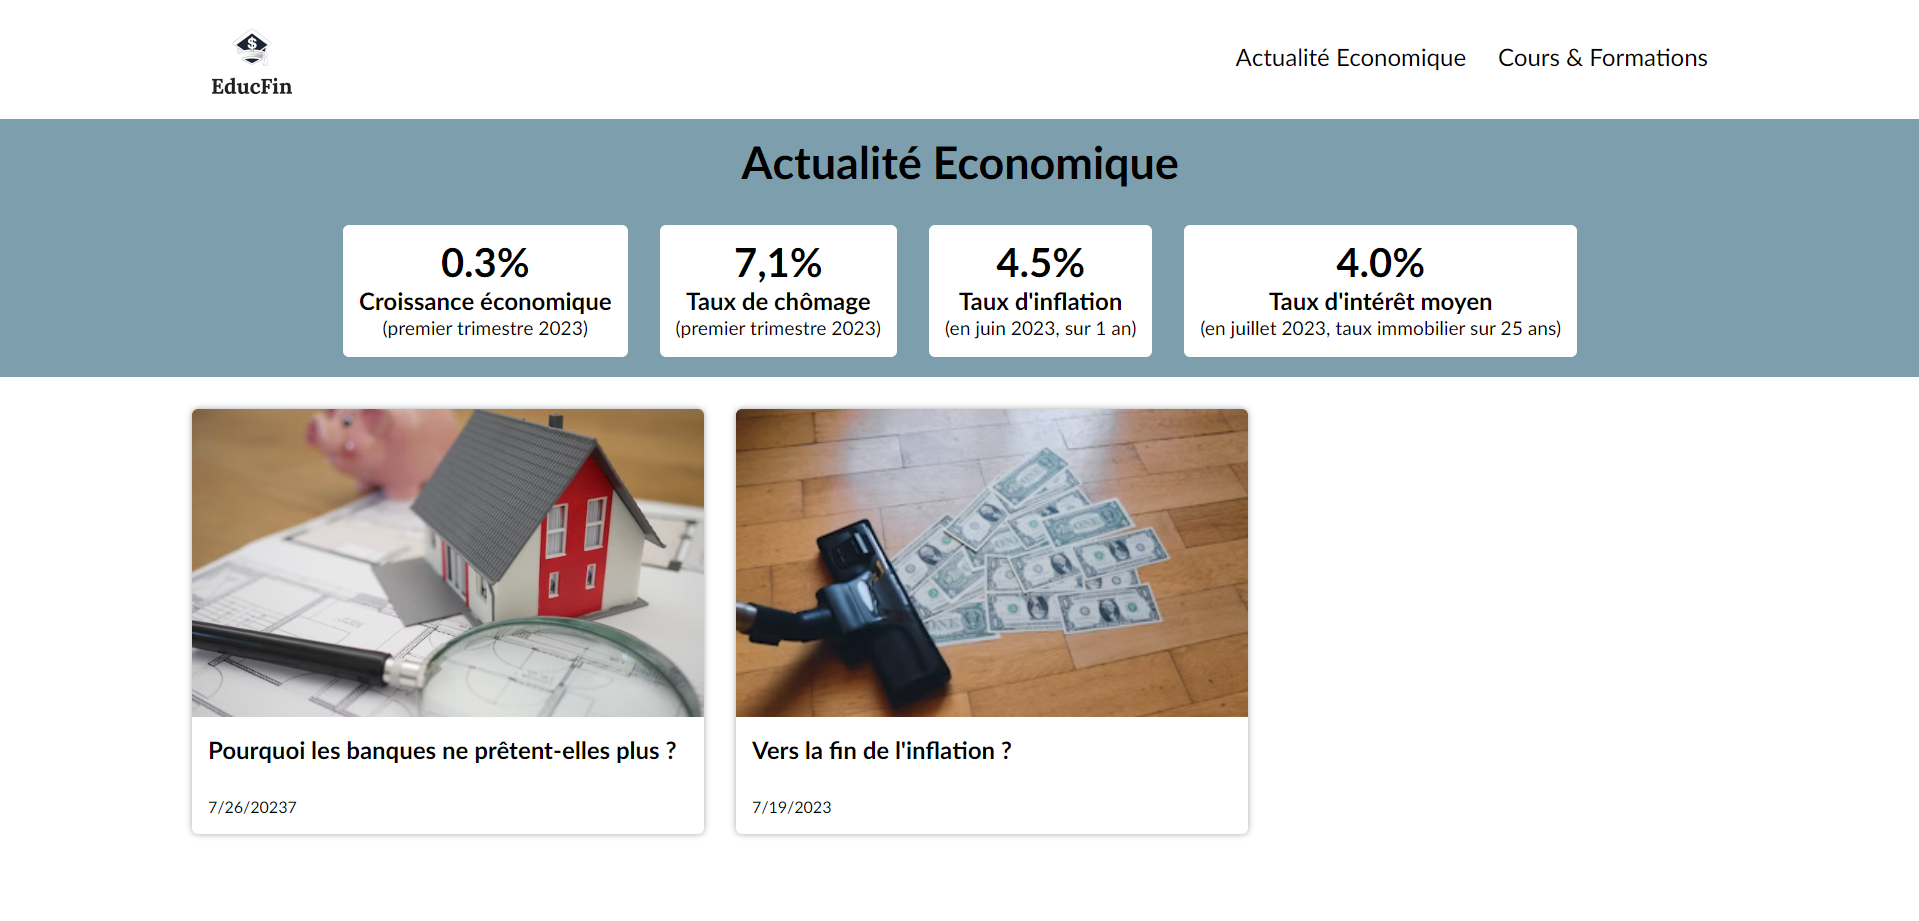 EducFin
Actualité Economique
Cours & Formations
Actualité Economique
0.3%
Croissance économique
(premier trimestre 2023)
7,1%
Taux de chômage
(premier trimestre 2023)
4.5%
Taux d'inflation
(en juin 2023, sur 1 an)
4.0%
Taux d'intérêt moyen
(en juillet 2023, taux immobilier sur 25 ans)
Pourquoi les banques ne prêtent-elles plus ?
7/26/20237
Vers la fin de l'inflation ?
7/19/2023